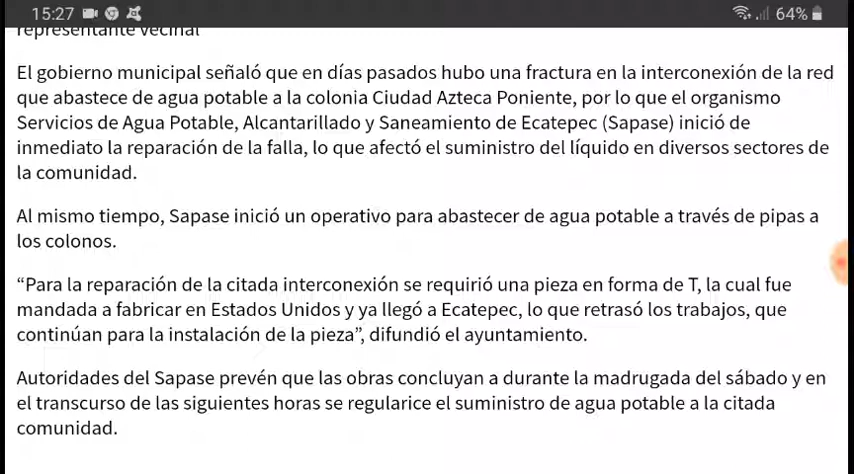 15:27
64%
representante vecinal
El gobierno municipal señaló que en días pasados hubo una fractura en la interconexión de la red
que abastece de agua potable a la colonia Ciudad Azteca Poniente, por lo que el organismo
Servicios de Agua Potable, Alcantarillado y Saneamiento de Ecatepec (Sapase) inició de
inmediato la reparación de la falla, lo que afectó el suministro del líquido en diversos sectores de
la comunidad.
Al mismo tiempo, Sapase inició un operativo para abastecer de agua potable a través de pipas a
los colonos.
“Para la reparación de la citada interconexión se requirió una pieza en forma de T, la cual fue
mandada a fabricar en Estados Unidos y ya llegó a Ecatepec, lo que retrasó los trabajos, que
continúan para la instalación de la pieza”, difundió el ayuntamiento.
Autoridades del Sapase prevén que las obras concluyan a durante la madrugada del sábado y en
el transcurso de las siguientes horas se regularice el suministro de agua potable a la citada
comunidad.